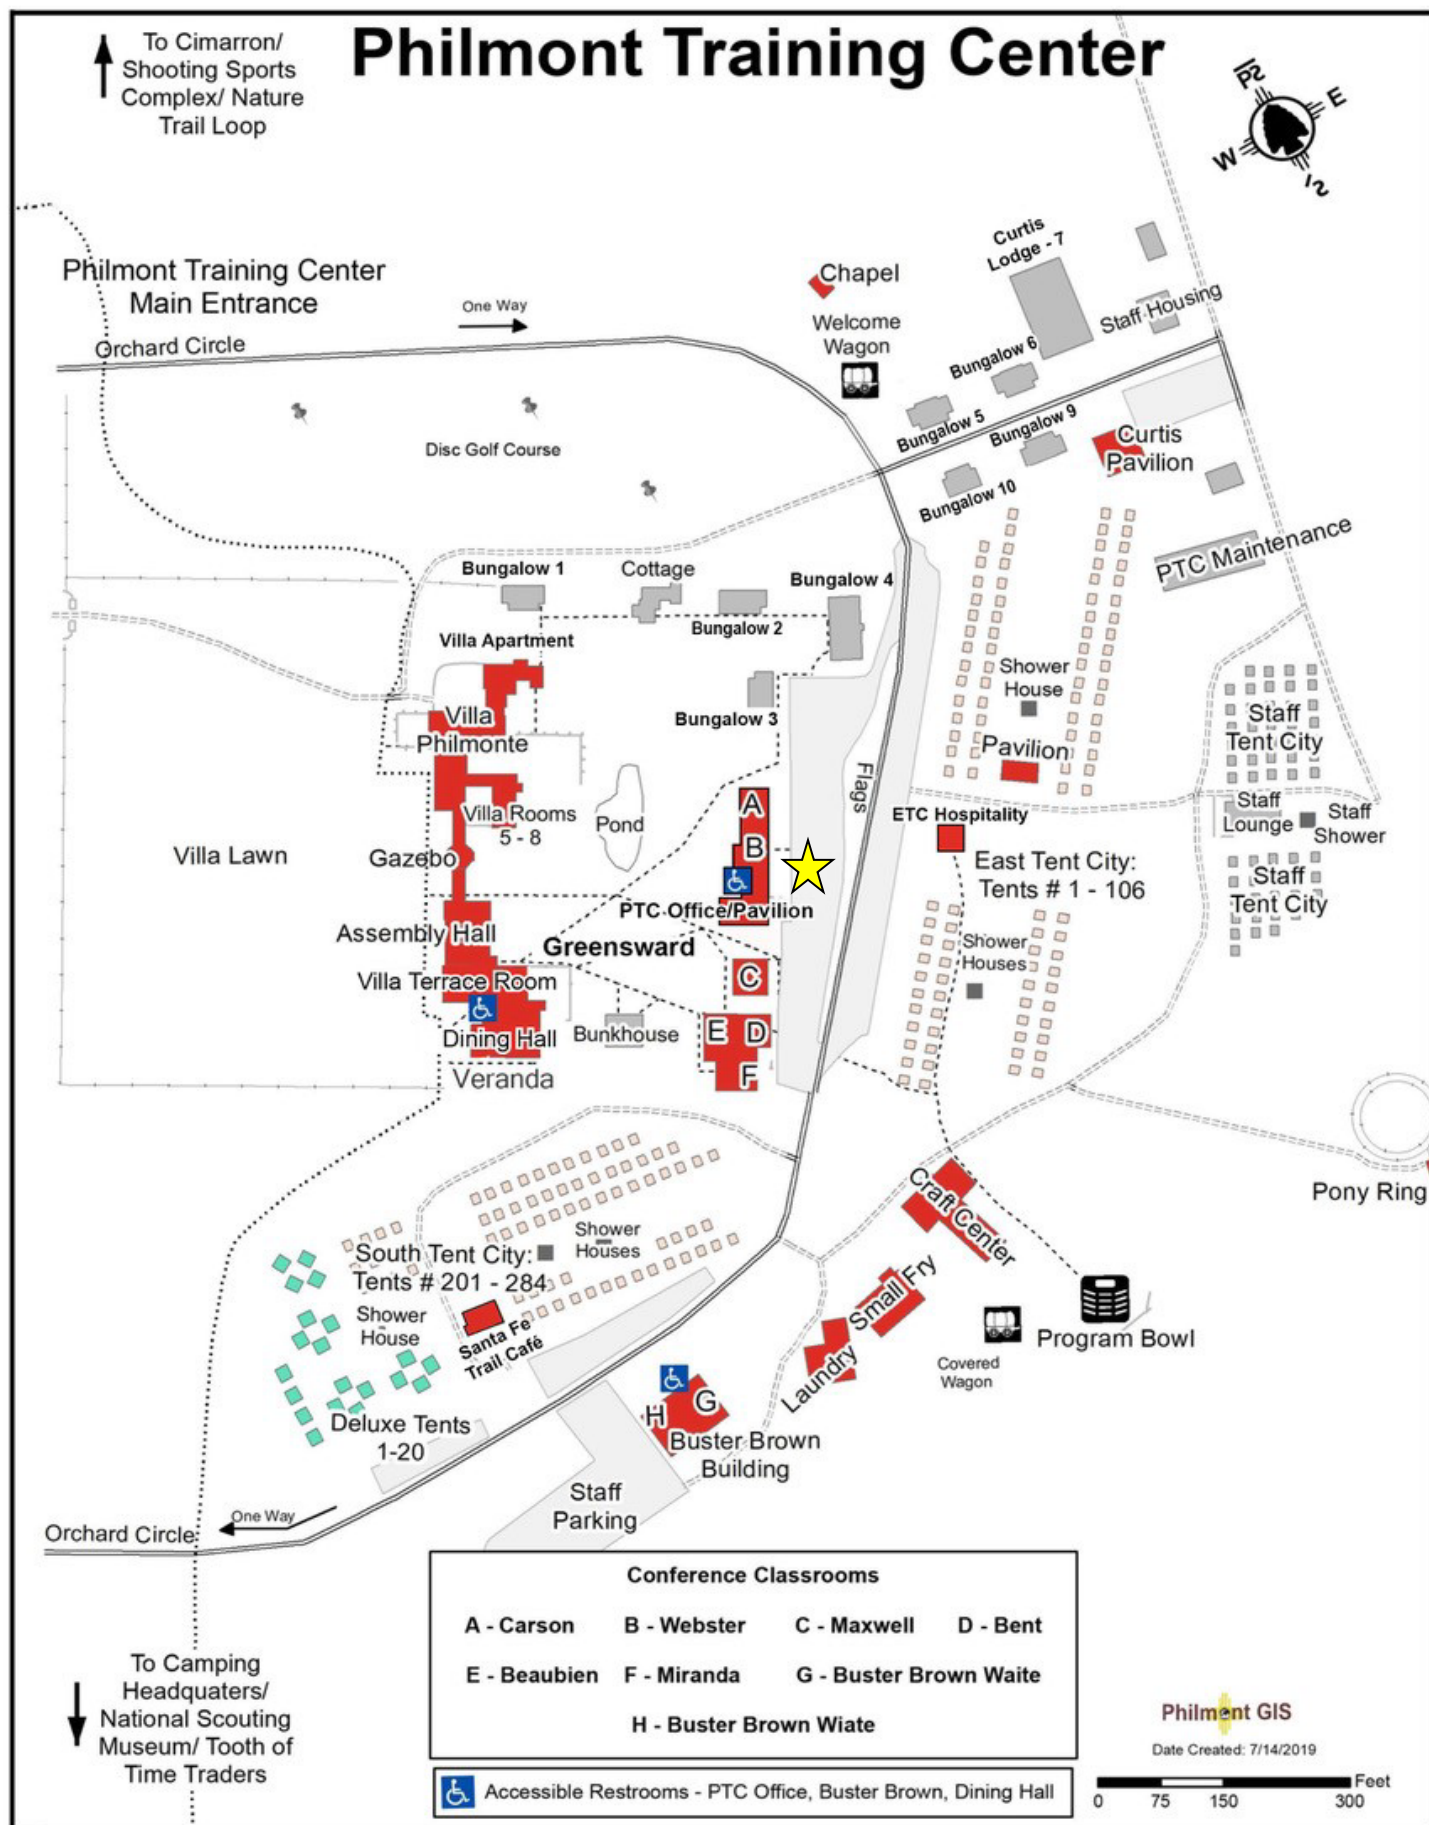 Philmont Training Center
To Cimarron/
Shooting Sports
Complex/ Nature
Trail Loop
N
E
W
S
Philmont Training Center
Main Entrance
One Way
Orchard Circle
Chapel
Welcome
Wagon
Curtis
Lodge - 7
Staff Housing
Bungalow 6
Bungalow 5
Bungalow 9
Bungalow 10
Curtis
Pavilion
Disc Golf Course
PTC Maintenance
Bungalow 1
Cottage
Bungalow 2
Bungalow 4
Villa Apartment
Bungalow 3
Villa
Philmonte
Shower
House
Pavilion
Staff
Tent City
Flags
Villa Rooms
5 - 8
Pond
A
B
ETC Hospitality
Staff
Lounge
Staff
Shower
Villa Lawn
Gazebo
East Tent City:
Tents # 1 - 106
Staff
Tent City
PTC Office/Pavilion
Assembly Hall
Greensward
Shower
Houses
Villa Terrace Room
C
Dining Hall
Bunkhouse
E
D
F
Veranda
Pony Ring
Craft Center
South Tent City:
Tents # 201 - 284
Shower
Houses
Shower
House
Santa Fe
Trail Café
Small Fry
Laundry
Covered
Wagon
Program Bowl
Deluxe Tents
1-20
H
G
Buster Brown
Building
Staff
Parking
One Way
Orchard Circle
To Camping
Headquaters/
National Scouting
Museum/ Tooth of
Time Traders
Conference Classrooms
A - Carson B - Webster C - Maxwell D - Bent
E - Beaubien F - Miranda G - Buster Brown Waite
H - Buster Brown Wiate
Accessible Restrooms - PTC Office, Buster Brown, Dining Hall
Philmont GIS
Date Created: 7/14/2019
Feet
0 75 150 300